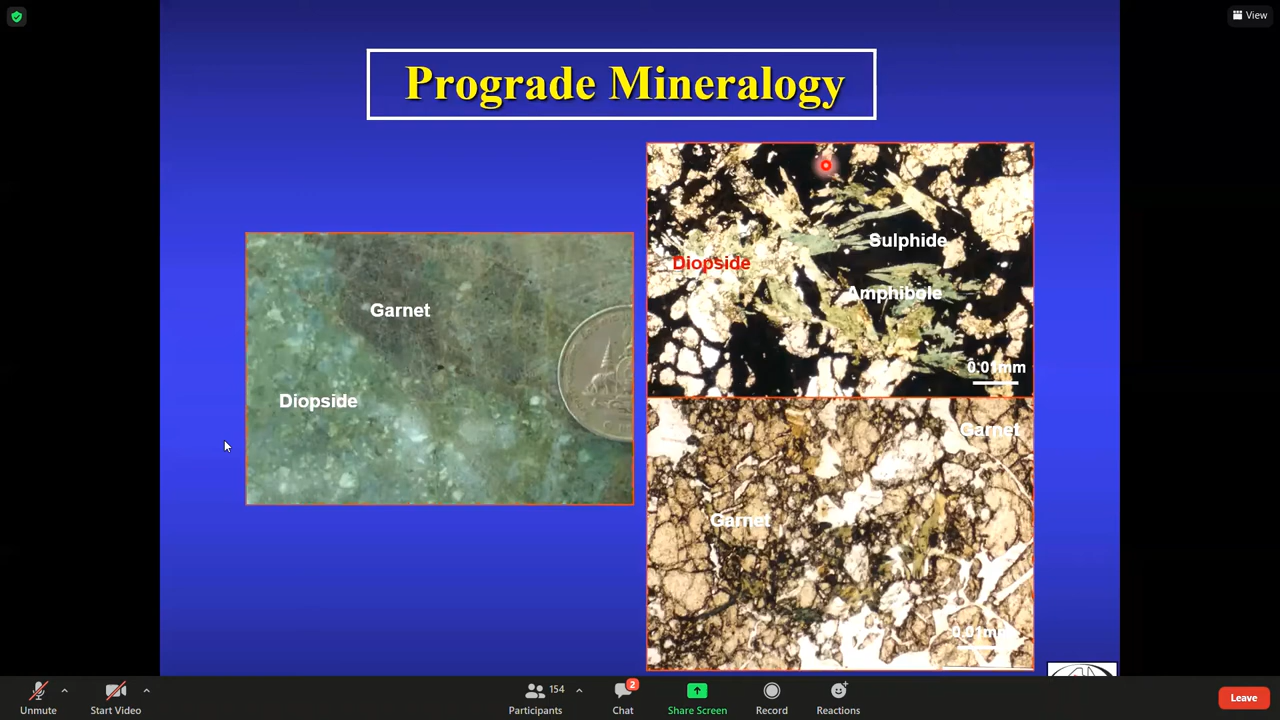 View
Prograde Mineralogy
Garnet
Diopside
Sulphide
Diopside
Amphibole
0.01mm
Garnet
Garnet
0.01mm
Unmute
Start Video
154
Participants
2
Chat
Share Screen
Record
Reactions
Leave